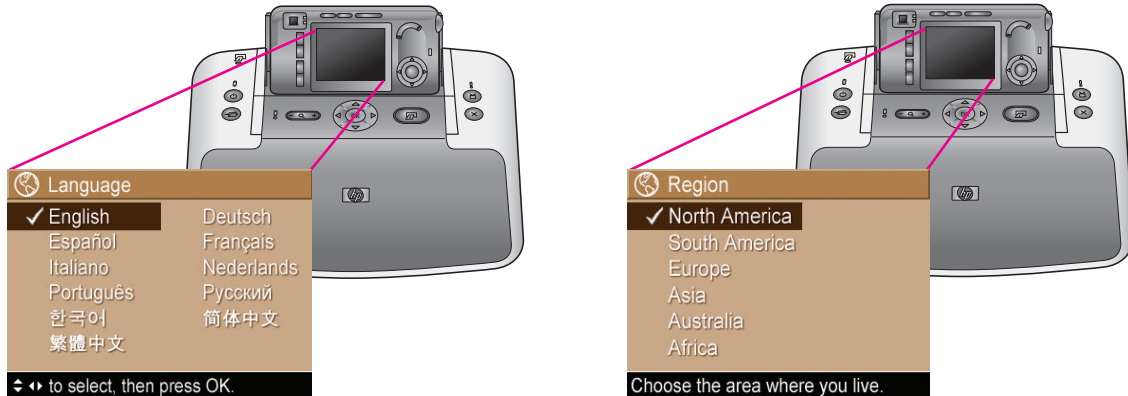 Language
English
Deutsch
Español
Français
Italiano
Nederlands
Português
Русский
한국어
简体中文
繁體中文
to select, then press OK.
hp
Region
North America
South America
Europe
Asia
Australia
Africa
Choose the area where you live.
hp